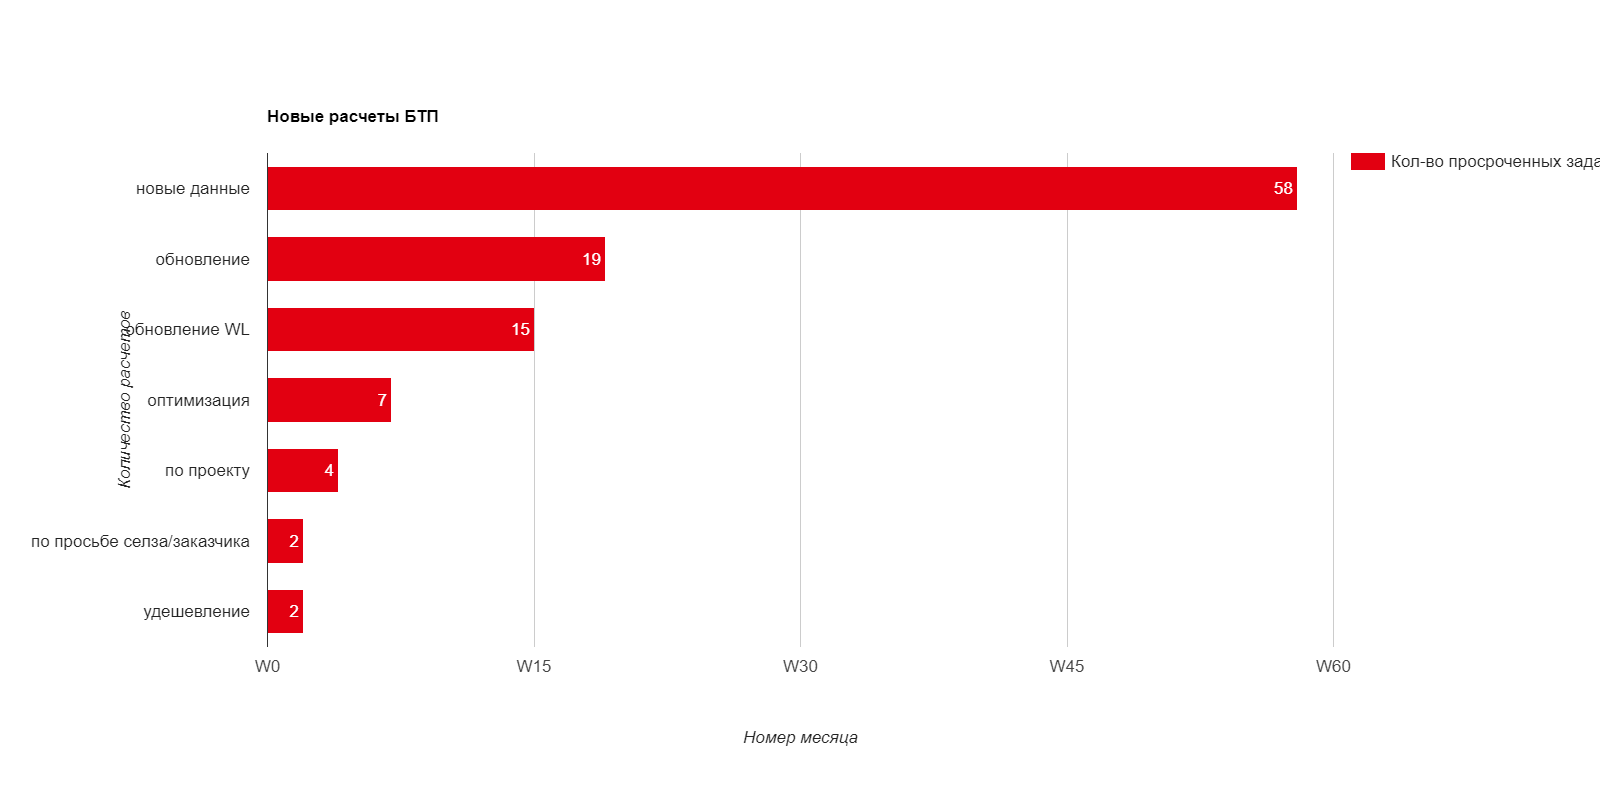 Новые расчеты БТП
Кол-во просроченных
новые данные
58
обновление
19
обновление WL
15
оптимизация
7
по проекту
4
по просьбе селза/заказчика
2
удешевление
2
Количество расчетов
W0 W15 W30 W45 W60
Номер месяца